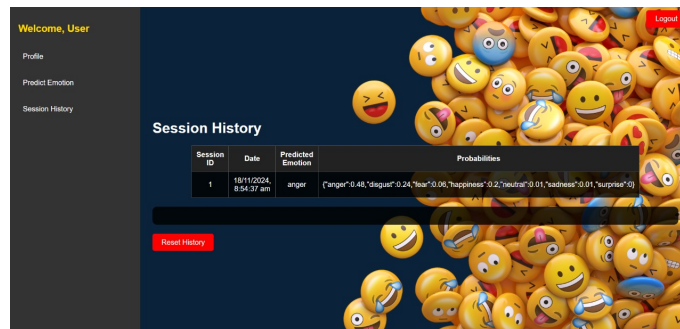 Welcome, User
Logout
Profile
Predict Emotion
Session History
Session History
Session
ID
Date
Predicted
Emotion
Probabilities
1
18/11/2024,
8:54:37 am
anger
{"anger":0.48,"disgust":0.24,"fear":0.06,"happiness":0.2,"neutral":0.01,"sadness":0.01,"surprise":0}
Reset History